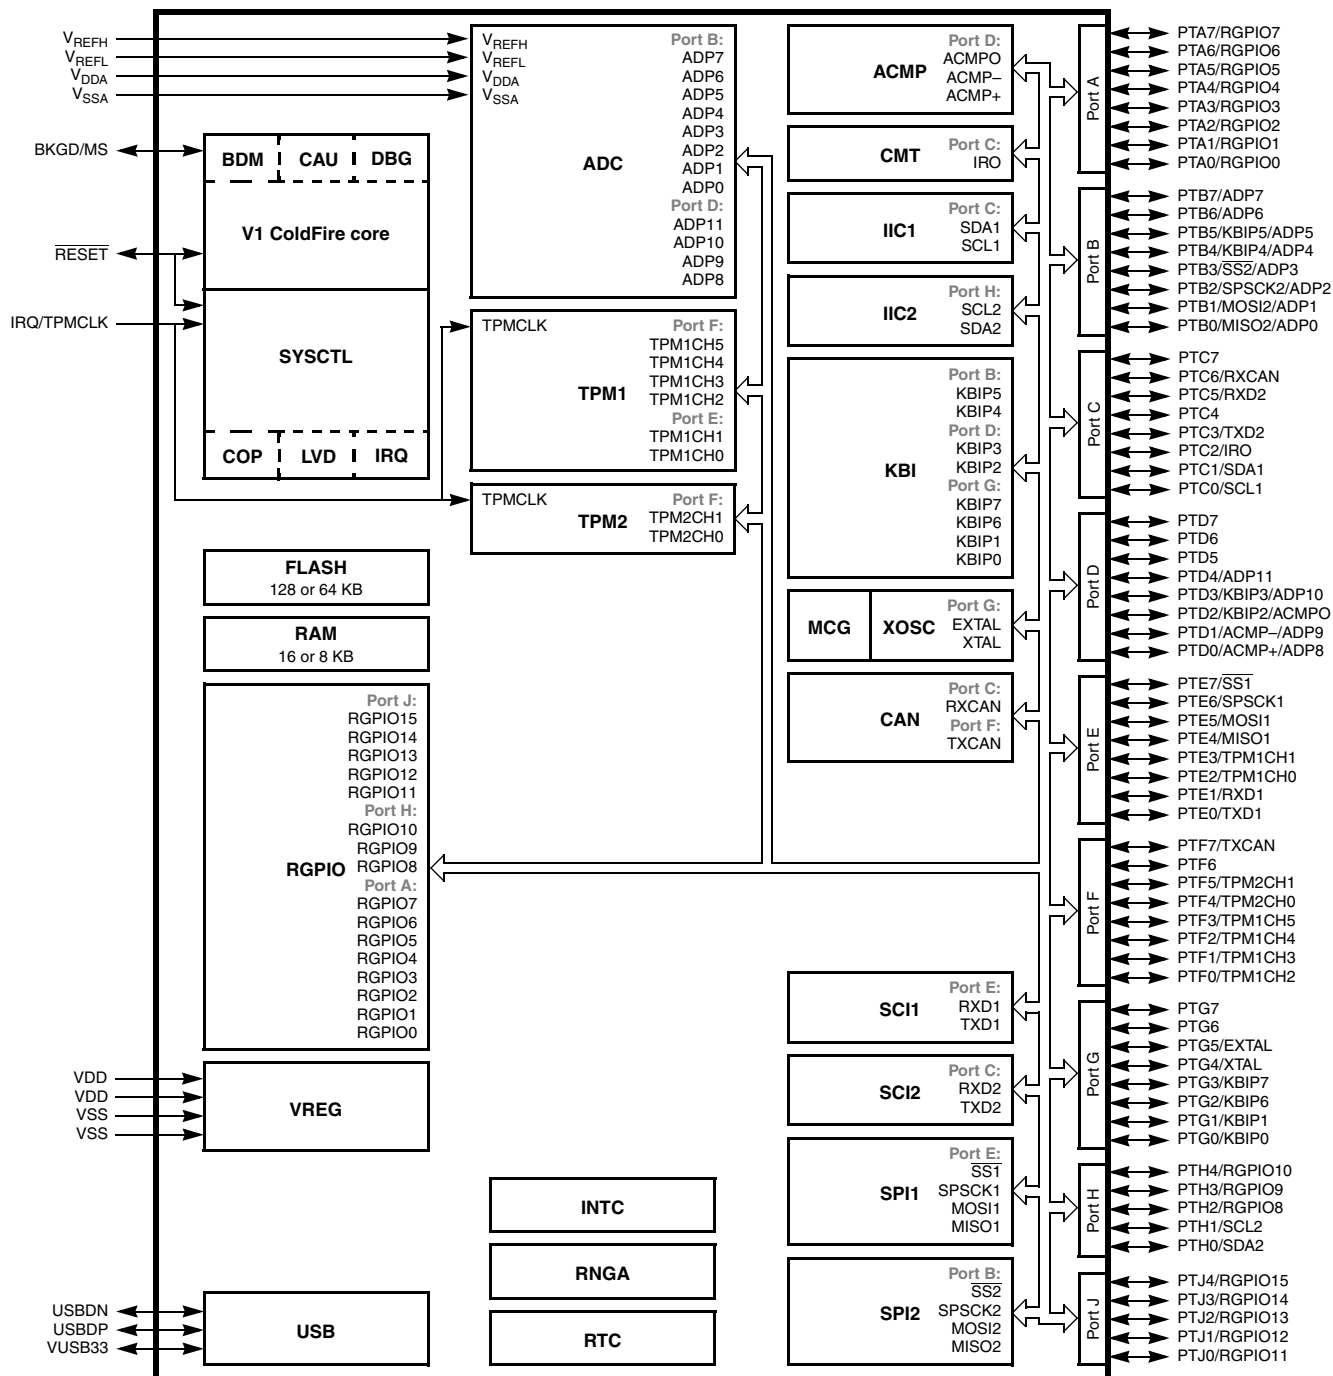 VREFH
VREFL
VDDA
VSSA
BKGD/MS
RESET
IRQ/TPMCLK
VDD
VDD
VSS
VSS
USBDN
USBDP
VUSB33
BDM CAU DBG
V1 ColdFire core
SYSCTL
COP LVD IRQ
FLASH
128 or 64 KB
RAM
16 or 8 KB
RGPIO
Port J:
RGPIO15
RGPIO14
RGPIO13
RGPIO12
RGPIO11
Port H:
RGPIO10
RGPIO9
RGPIO8
Port A:
RGPIO7
RGPIO6
RGPIO5
RGPIO4
RGPIO3
RGPIO2
RGPIO1
RGPIO0
VREG
USB
VREFH
VREFL
VDDA
VSSA
ADC
Port B:
ADP7
ADP6
ADP5
ADP4
ADP3
ADP2
ADP1
ADP0
Port D:
ADP11
ADP10
ADP9
ADP8
TPMCLK
TPM1
Port F:
TPM1CH5
TPM1CH4
TPM1CH3
TPM1CH2
Port E:
TPM1CH1
TPM1CH0
TPMCLK
TPM2
Port F:
TPM2CH1
TPM2CH0
INTC
RNGA
RTC
ACMP
Port D:
ACMPO
ACMP–
ACMP+
CMT
Port C:
IRO
IIC1
Port C:
SDA1
SCL1
IIC2
Port H:
SCL2
SDA2
KBI
Port B:
KBIP5
KBIP4
Port D:
KBIP3
KBIP2
Port G:
KBIP7
KBIP6
KBIP1
KBIP0
MCG XOSC
Port G:
EXTAL
XTAL
CAN
Port C:
RXCAN
Port F:
TXCAN
SCI1
Port E:
RXD1
TXD1
SCI2
Port C:
RXD2
TXD2
SPI1
Port E:
SS1
SPSCK1
MOSI1
MISO1
SPI2
Port B:
SS2
SPSCK2
MOSI2
MISO2
Port A
PTA7/RGPIO7
PTA6/RGPIO6
PTA5/RGPIO5
PTA4/RGPIO4
PTA3/RGPIO3
PTA2/RGPIO2
PTA1/RGPIO1
PTA0/RGPIO0
Port B
PTB7/ADP7
PTB6/ADP6
PTB5/KBIP5/ADP5
PTB4/KBIP4/ADP4
PTB3/SS2/ADP3
PTB2/SPSCK2/ADP2
PTB1/MOSI2/ADP1
PTB0/MISO2/ADP0
Port C
PTC7
PTC6/RXCAN
PTC5/RXD2
PTC4
PTC3/TXD2
PTC2/IRO
PTC1/SDA1
PTC0/SCL1
Port D
PTD7
PTD6
PTD5
PTD4/ADP11
PTD3/KBIP3/ADP10
PTD2/KBIP2/ACMPO
PTD1/ACMP–/ADP9
PTD0/ACMP+/ADP8
Port E
PTE7/SS1
PTE6/SPSCK1
PTE5/MOSI1
PTE4/MISO1
PTE3/TPM1CH1
PTE2/TPM1CH0
PTE1/RXD1
PTE0/TXD1
Port F
PTF7/TXCAN
PTF6
PTF5/TPM2CH1
PTF4/TPM2CH0
PTF3/TPM1CH5
PTF2/TPM1CH4
PTF1/TPM1CH3
PTF0/TPM1CH2
Port G
PTG7
PTG6
PTG5/EXTAL
PTG4/XTAL
PTG3/KBIP7
PTG2/KBIP6
PTG1/KBIP1
PTG0/KBIP0
Port H
PTH4/RGPIO10
PTH3/RGPIO9
PTH2/RGPIO8
PTH1/SCL2
PTH0/SDA2
Port J
PTJ4/RGPIO15
PTJ3/RGPIO14
PTJ2/RGPIO13
PTJ1/RGPIO12
PTJ0/RGPIO11